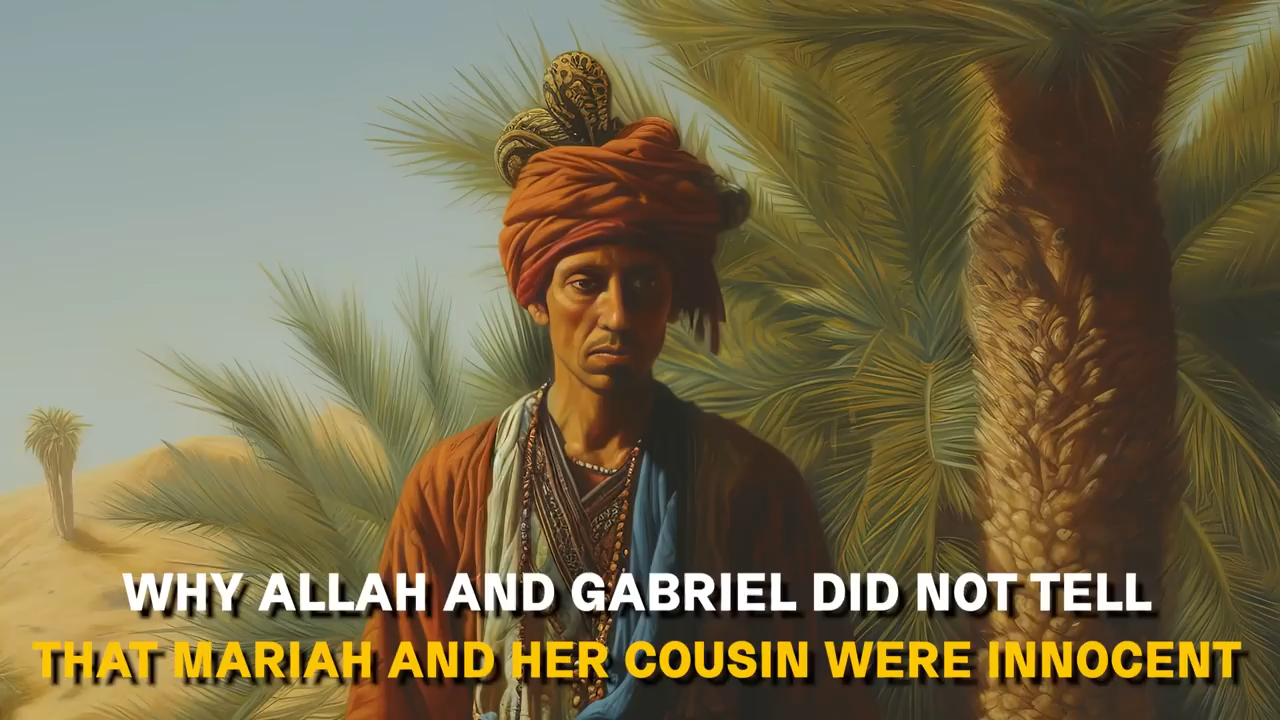 WHY ALLAH AND GABRIEL DID NOT TELL
THAT MARIAH AND HER COUSIN WERE INNOCENT